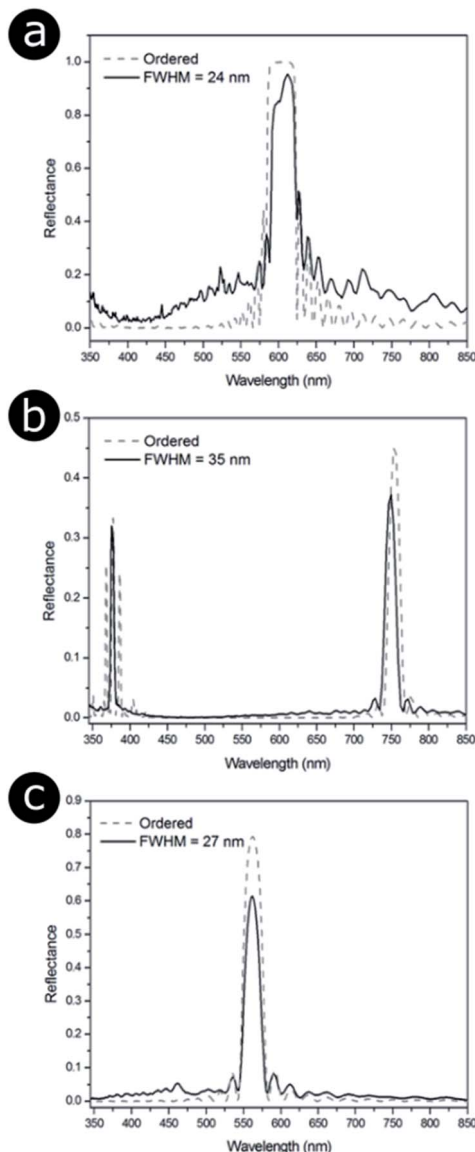 a
Ordered
FWHM = 24 nm
1.0
0.8
0.6
0.4
0.2
0.0
Reflectance
350 400 450 500 550 600 650 700 750 800 850
Wavelength (nm)
b
Ordered
FWHM = 35 nm
0.5
0.4
0.3
0.2
0.1
0.0
Reflectance
350 400 450 500 550 600 650 700 750 800 850
Wavelength (nm)
c
Ordered
FWHM = 27 nm
0.9
0.8
0.7
0.6
0.5
0.4
0.3
0.2
0.1
0.0
Reflectance
350 400 450 500 550 600 650 700 750 800 850
Wavelength (nm)